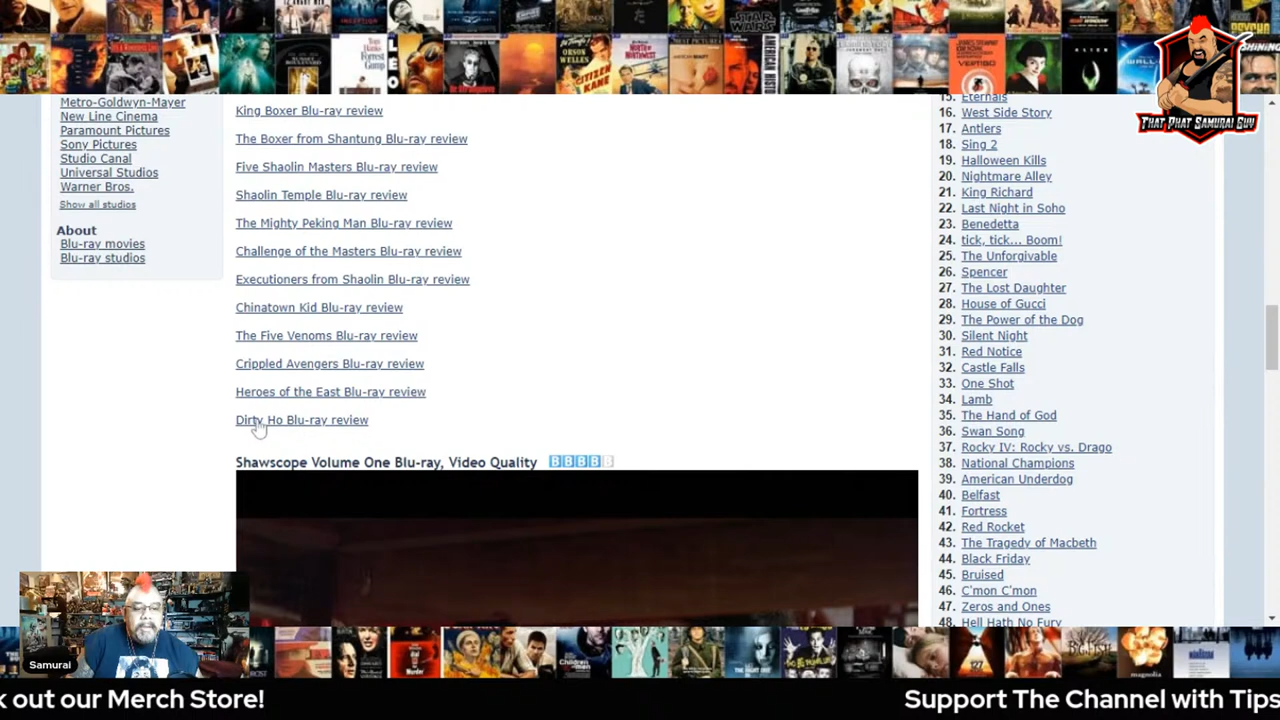 THAT PHAT SAMURAI GUY
Metro-Goldwyn-Mayer
New Line Cinema
Paramount Pictures
Sony Pictures
Studio Canal
Universal Studios
Warner Bros.
Show all studios
About
Blu-ray movies
Blu-ray studios
King Boxer Blu-ray review
The Boxer from Shantung Blu-ray review
Five Shaolin Masters Blu-ray review
Shaolin Temple Blu-ray review
The Mighty Peking Man Blu-ray review
Challenge of the Masters Blu-ray review
Executioners from Shaolin Blu-ray review
Chinatown Kid Blu-ray review
The Five Venoms Blu-ray review
Crippled Avengers Blu-ray review
Heroes of the East Blu-ray review
Dirty Ho Blu-ray review
Shawscope Volume One Blu-ray, Video Quality
15. Eternals
16. West Side Story
17. Antlers
18. Sing 2
19. Halloween Kills
20. Nightmare Alley
21. King Richard
22. Last Night in Soho
23. Benedetta
24. tick, tick... Boom!
25. The Unforgivable
26. Spencer
27. The Lost Daughter
28. House of Gucci
29. The Power of the Dog
30. Silent Night
31. Red Notice
32. Castle Falls
33. One Shot
34. Lamb
35. The Hand of God
36. Swan Song
37. Rocky IV: Rocky vs. Drago
38. National Champions
39. American Underdog
40. Belfast
41. Fortress
42. Red Rocket
43. The Tragedy of Macbeth
44. Black Friday
45. Bruised
46. C'mon C'mon
47. Zeros and Ones
48. Hell Hath No Fury
Samurai
k out our Merch Store!
Support The Channel with Tips